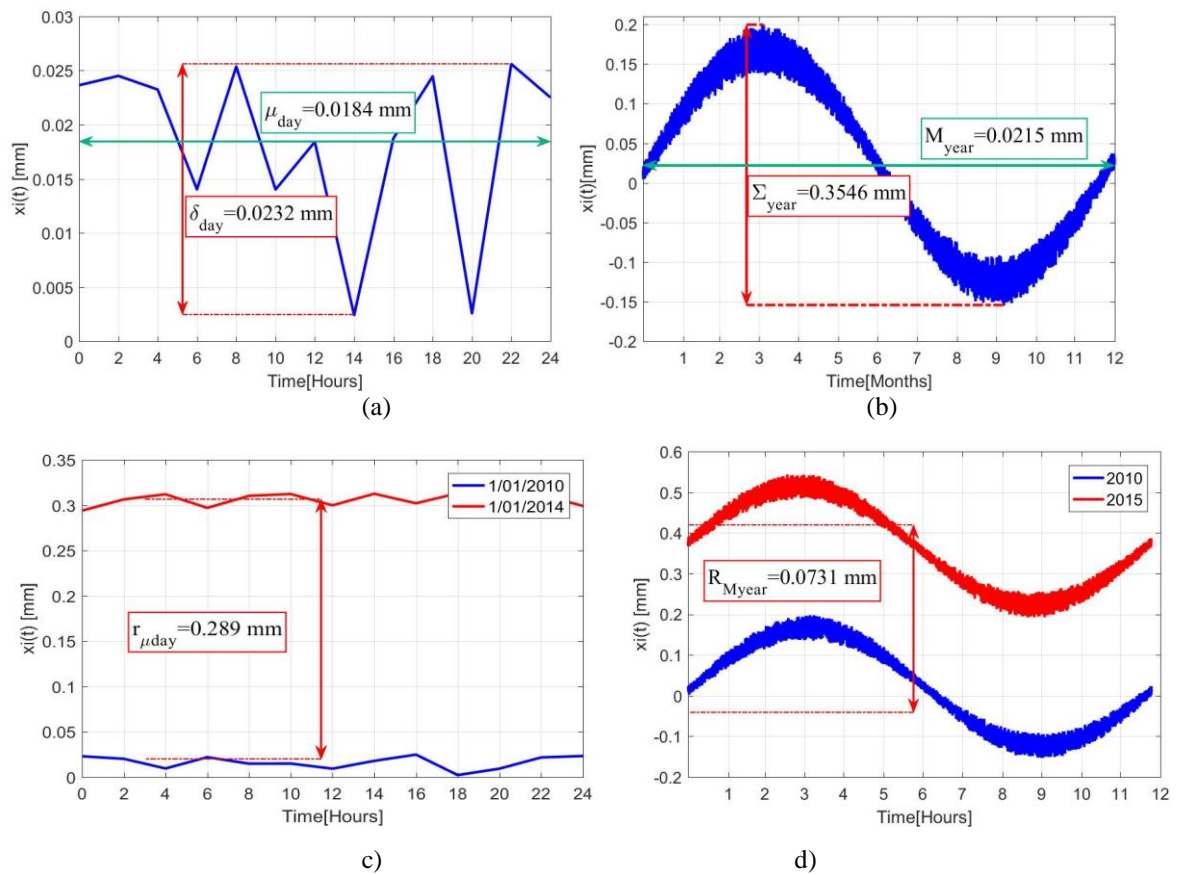 0.03
0.025
0.02
0.015
0.01
0.005
0
xi(t) [mm]
μday=0.0184 mm
δday=0.0232 mm
0 2 4 6 8 10 12 14 16 18 20 22 24
Time[Hours]
(a)
0.2
0.15
0.1
0.05
0
-0.05
-0.1
-0.15
-0.2
xi(t)[mm]
Myear=0.0215 mm
Σyear=0.3546 mm
1 2 3 4 5 6 7 8 9 10 11 12
Time[Months]
(b)
0.35
0.3
0.25
0.2
0.15
0.1
0.05
0
xi(t) [mm]
1/01/2010
1/01/2014
rμday=0.289 mm
0 2 4 6 8 10 12 14 16 18 20 22 24
Time[Hours]
c)
0.6
0.5
0.4
0.3
0.2
0.1
0
-0.1
-0.2
xi(t) [mm]
2010
2015
RMyear=0.0731 mm
1 2 3 4 5 6 7 8 9 10 11 12
Time[Hours]
d)